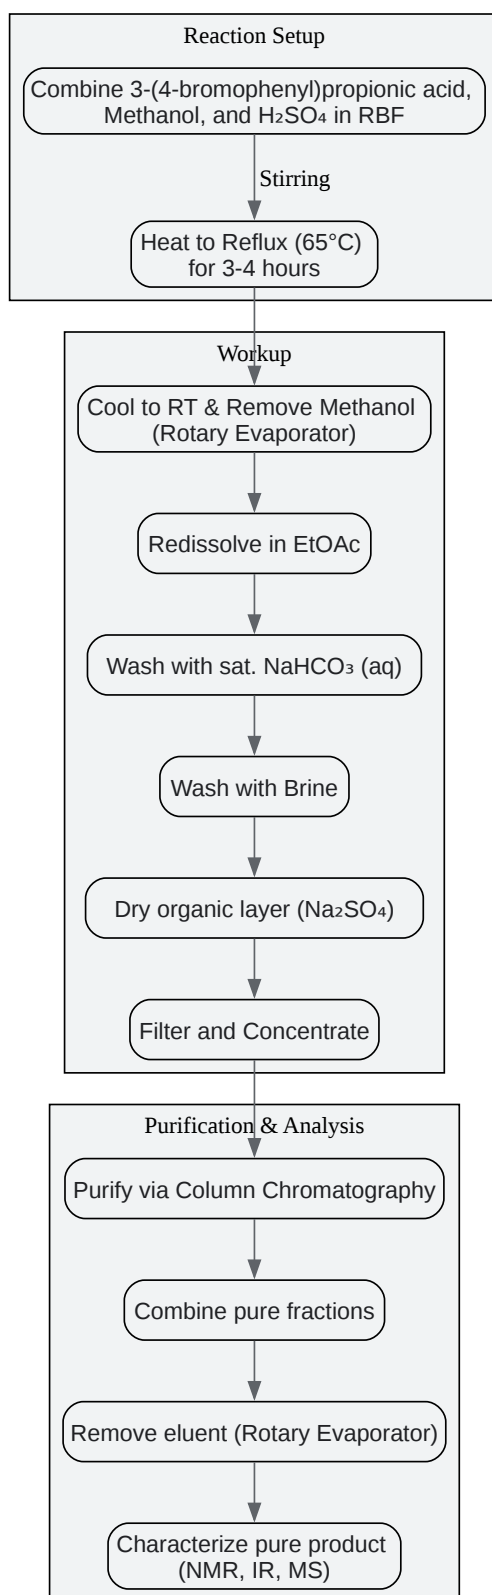 Reaction Setup
Combine 3-(4-bromophenyl)propionic acid,
Methanol, and H₂SO₄ in RBF
Stirring
Heat to Reflux (65°C)
for 3-4 hours
Workup
Cool to RT & Remove Methanol
(Rotary Evaporator)
Redissolve in EtOAc
Wash with sat. NaHCO₃ (aq)
Wash with Brine
Dry organic layer (Na₂SO₄)
Filter and Concentrate
Purification & Analysis
Purify via Column Chromatography
Combine pure fractions
Remove eluent (Rotary Evaporator)
Characterize pure product
(NMR, IR, MS)